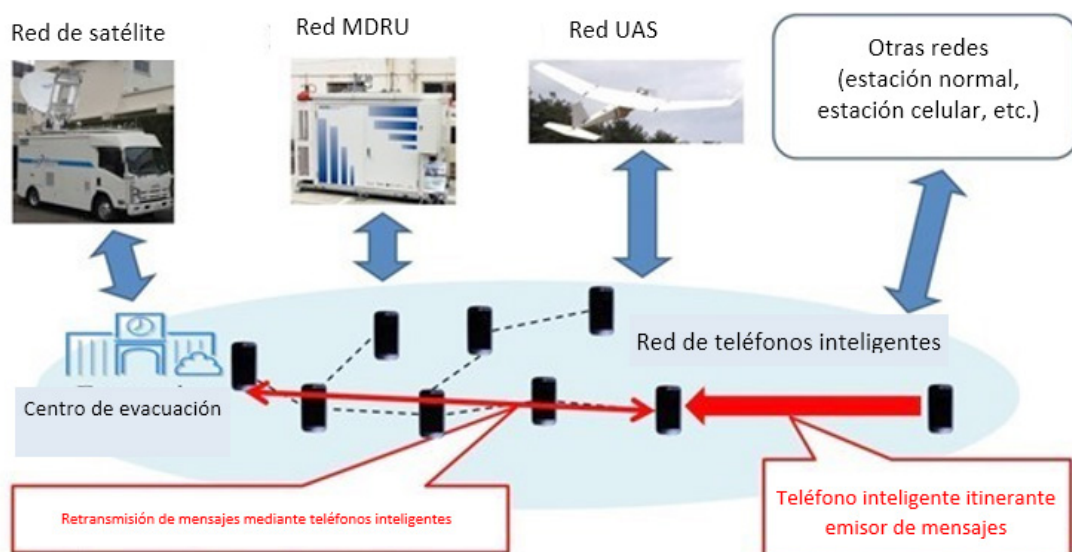 Red de satélite
Red MDRU
Red UAS
Otras redes
(estación normal,
estación celular, etc.)
Red de teléfonos inteligentes
Centro de evacuación
Retransmisión de mensajes mediante teléfonos inteligentes
Teléfono inteligente itinerante
emisor de mensajes